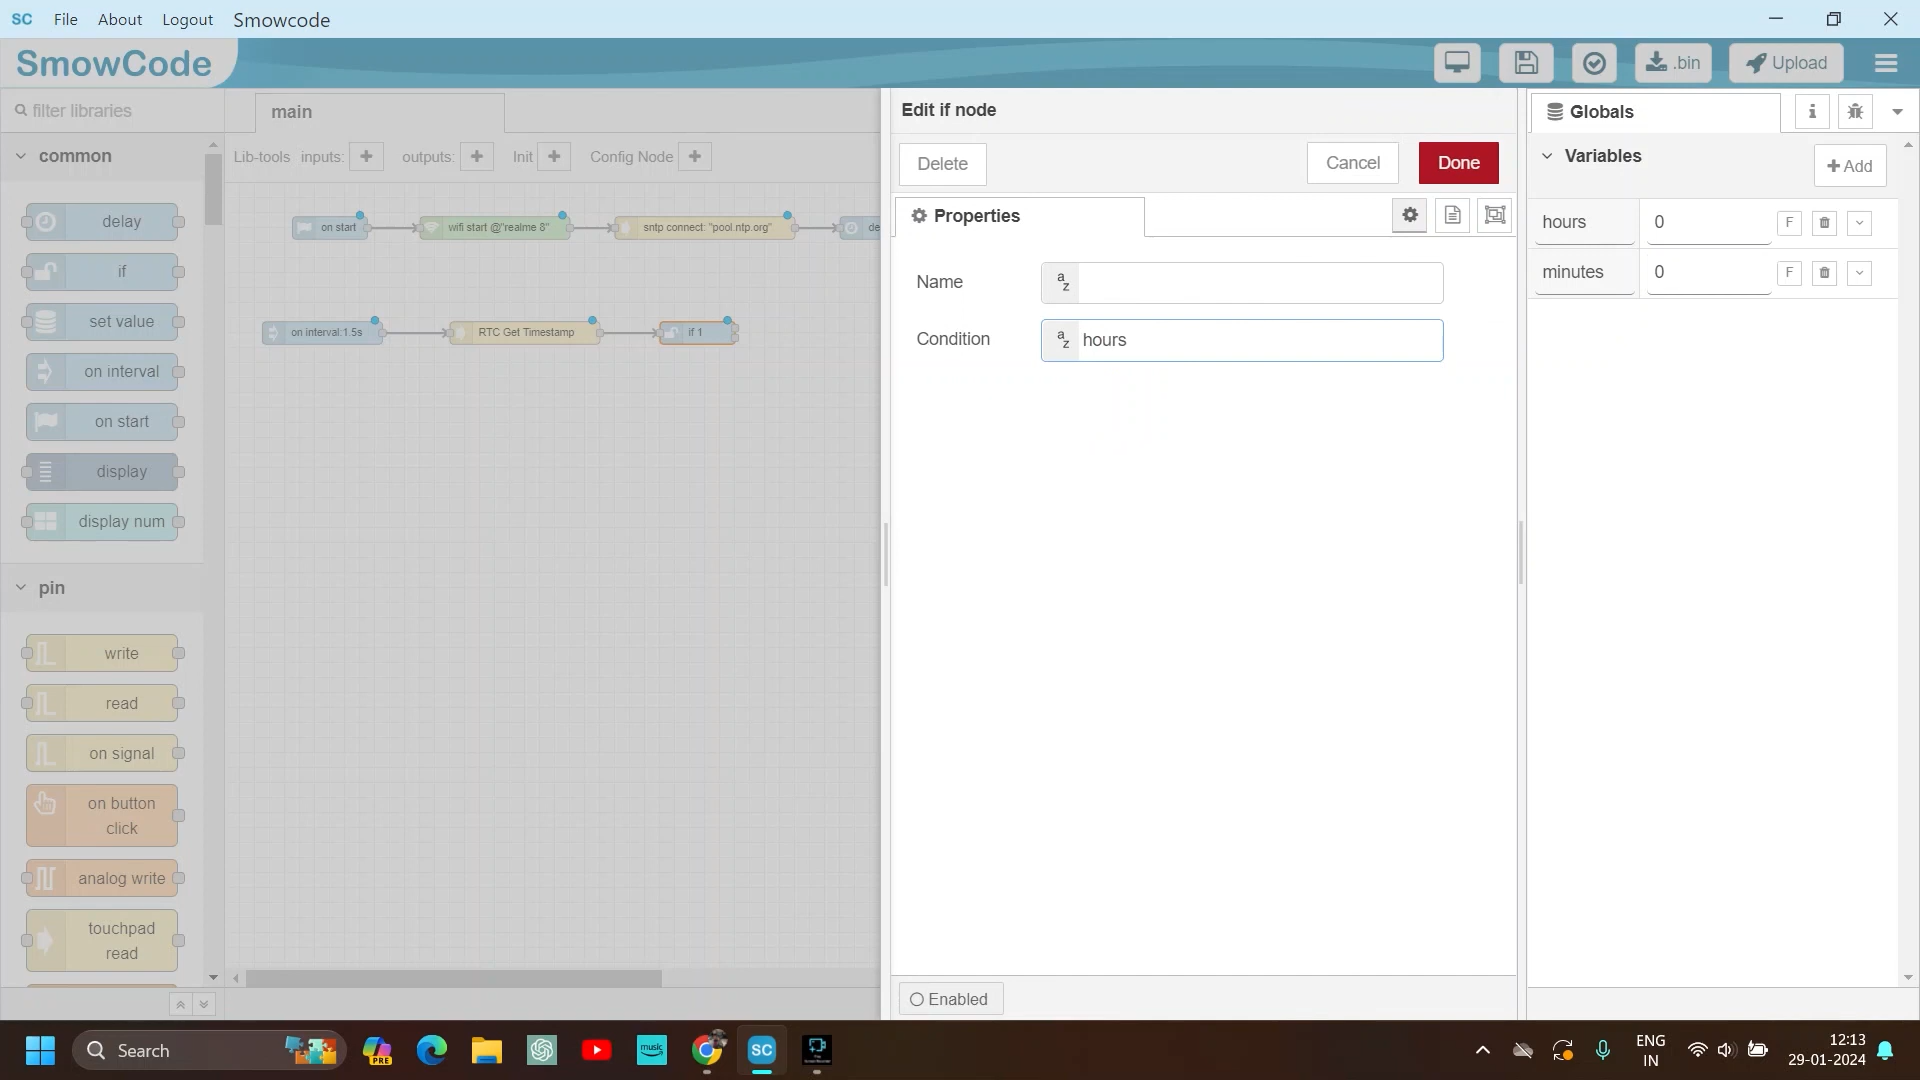 SC File About Logout Smowcode
SmowCode
.bin
Upload
filter libraries
main
Edit if node
Globals
Lib-tools inputs: outputs: Init Config Node
common
Delete
Cancel
Done
Variables
Add
Properties
delay
on start
wifi start @"realme 8"
sntp connect: "pool.ntp.org"
de
hours 0 F
if
Name
minutes 0 F
set value
on interval:1.5s
RTC Get Timestamp
if 1
Condition
hours
on interval
on start
display
display num
pin
write
read
on signal
on button
click
analog write
touchpad
read
Enabled
Search
PRE
music
SC
ENG
IN
12:13
29-01-2024